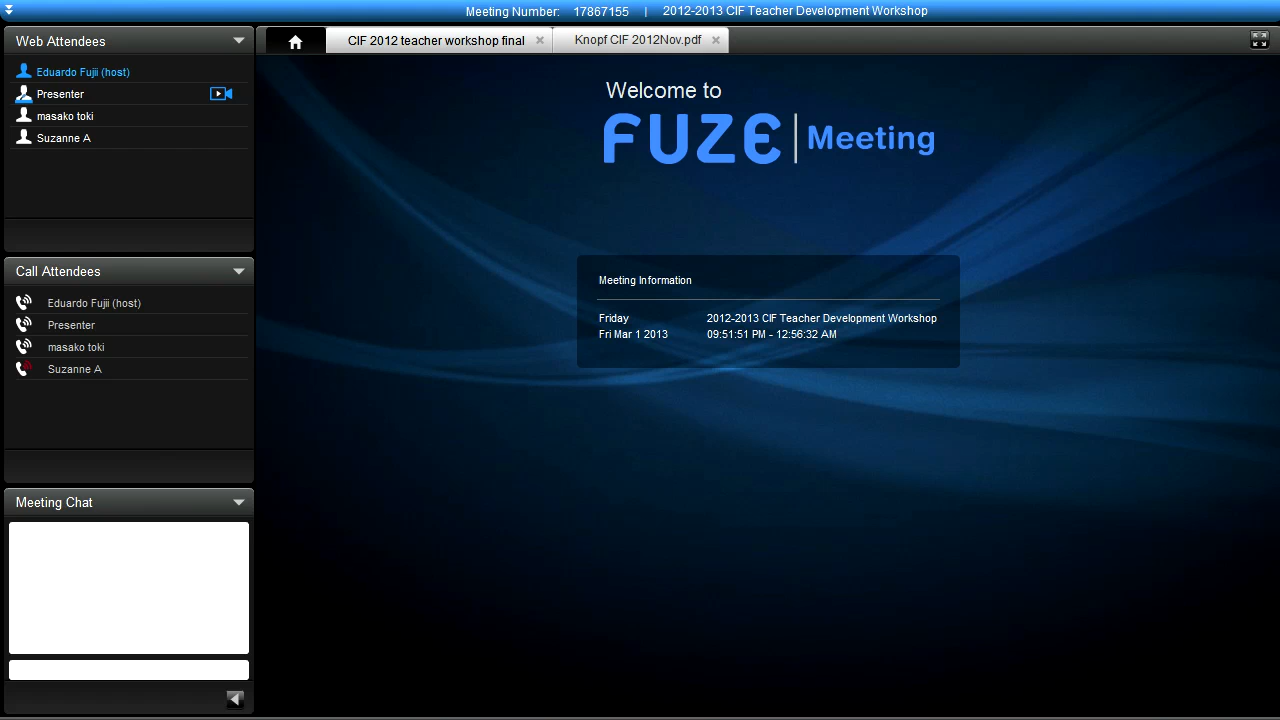 Meeting Number: 17867155 | 2012-2013 CIF Teacher Development Workshop
Web Attendees
Eduardo Fujii (host)
Presenter
masako toki
Suzanne A
Call Attendees
Eduardo Fujii (host)
Presenter
masako toki
Suzanne A
Meeting Chat
CIF 2012 teacher workshop final
Knopf CIF 2012Nov.pdf
Welcome to
FUZE | Meeting
Meeting Information
Friday 2012-2013 CIF Teacher Development Workshop
Fri Mar 1 2013 09:51:51 PM - 12:56:32 AM